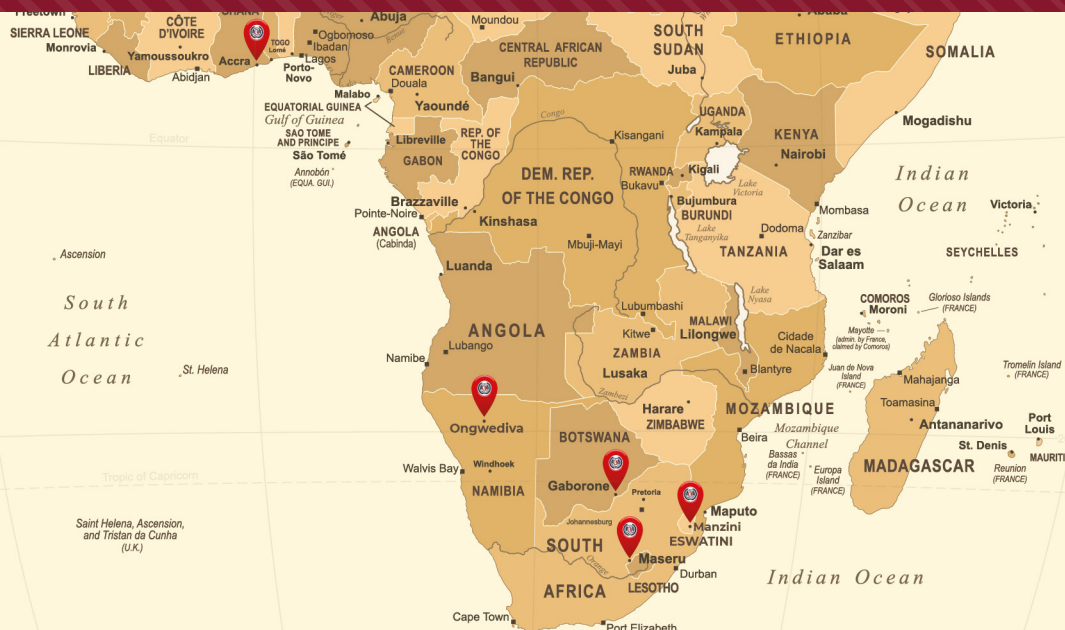 Freetown
SIERRA LEONE
Monrovia
LIBERIA
CÔTE
D'IVOIRE
Yamoussoukro
Abidjan
GHANA
Accra
TOGO
Lomé
Porto-
Novo
Abuja
Ogbomoso
Ibadan
Lagos
Benue
Moundou
CENTRAL AFRICAN
REPUBLIC
Bangui
SOUTH
SUDAN
Juba
Ababa
ETHIOPIA
SOMALIA
Mogadishu
CAMEROON
Douala
Yaoundé
Malabo
EQUATORIAL GUINEA
Gulf of Guinea
SAO TOME
AND PRINCIPE
São Tomé
Annobón
(EQUA. GUI.)
Equator
Libreville
GABON
REP. OF
THE
CONGO
Congo
Kisangani
UGANDA
Kampala
KENYA
Nairobi
DEM. REP.
OF THE CONGO
RWANDA
Kigali
Bukavu
Bujumbura
BURUNDI
Lake
Victoria
Lake
Tanganyika
Mombasa
Dodoma
Zanzibar
Dar es
Salaam
TANZANIA
Indian
Ocean
Victoria
SEYCHELLES
Brazzaville
Pointe-Noire
Kinshasa
ANGOLA
(Cabinda)
Mbuji-Mayi
Luanda
Ascension
South
Atlantic
Ocean
St. Helena
ANGOLA
Lubango
Namibe
Lubumbashi
Kitwe
ZAMBIA
Lusaka
Zambezi
MALAWI
Lilongwe
Lake
Nyasa
Blantyre
Cidade
de Nacala
COMOROS
Moroni
Glorioso Islands
(FRANCE)
Mayotte
(admin. by France,
claimed by Comoros)
Juan de Nova
Island
(FRANCE)
Mahajanga
Tromelin Island
(FRANCE)
Toamasina
Antananarivo
MADAGASCAR
Port
Louis
St. Denis
MAURITI
Reunion
(FRANCE)
Ongwediva
Harare
ZIMBABWE
MOZAMBIQUE
Mozambique
Channel
Beira
Bassas
da India
(FRANCE)
Europa
Island
(FRANCE)
BOTSWANA
Gaborone
Walvis Bay
Windhoek
NAMIBIA
Tropic of Capricorn
Pretoria
Johannesburg
Maputo
Manzini
ESWATINI
Saint Helena, Ascension,
and Tristan da Cunha
(U.K.)
SOUTH
AFRICA
Orange
Maseru
LESOTHO
Durban
Indian Ocean
Cape Town
Port Elizabeth